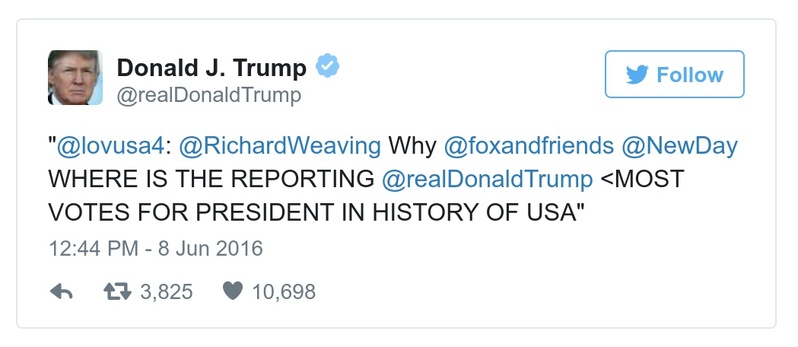 Donald J. Trump
@realDonaldTrump
Follow
"@lovusa4: @RichardWeaving Why @foxandfriends @NewDay
WHERE IS THE REPORTING @realDonaldTrump <MOST
VOTES FOR PRESIDENT IN HISTORY OF USA"
12:44 PM - 8 Jun 2016
3,825 10,698